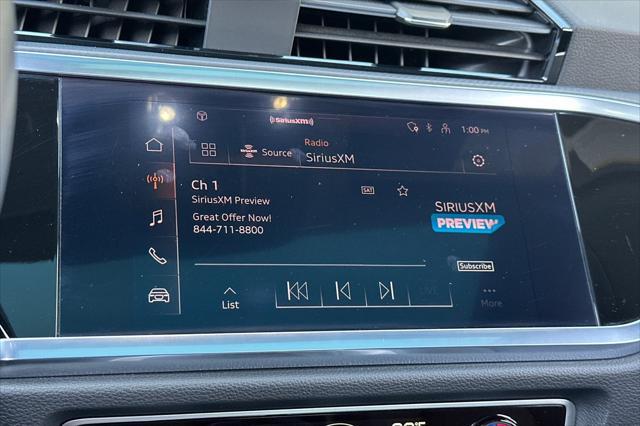 ((SiriusXM))
1:00 PM
Radio
Source
SiriusXM
Ch 1
SAT
SiriusXM Preview
Great Offer Now!
844-711-8800
SIRIUSXM
PREVIEW
Subscribe
List
More